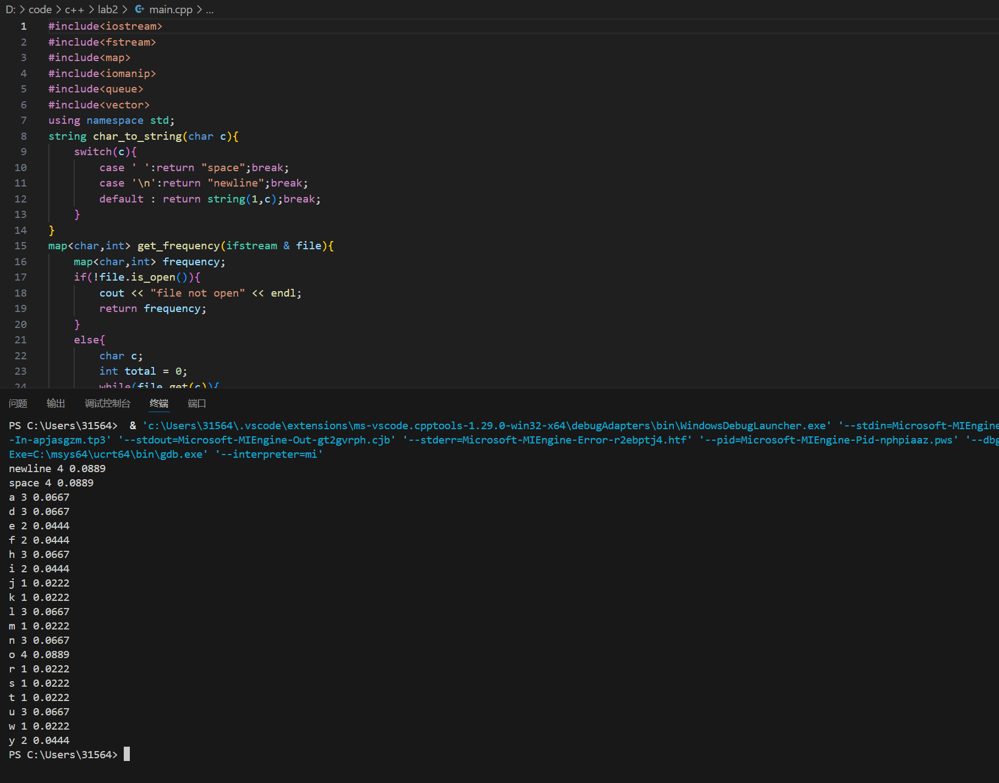 D: > code > c++ > lab2 > main.cpp > ...
1 #include<iostream>
2 #include<fstream>
3 #include<map>
4 #include<iomanip>
5 #include<queue>
6 #include<vector>
7 using namespace std;
8 string char_to_string(char c){
9 switch(c){
10 case ' ':return "space";break;
11 case '\n':return "newline";break;
12 default : return string(1,c);break;
13 }
14 }
15 map<char,int> get_frequency(ifstream & file){
16 map<char,int> frequency;
17 if(!file.is_open()){
18 cout << "file not open" << endl;
19 return frequency;
20 }
21 else{
22 char c;
23 int total = 0;
24 while(file.get(c)){
问题 输出 调试控制台 终端 端口
PS C:\Users\31564>  & 'c:\Users\31564\.vscode\extensions\ms-vscode.cpptools-1.29.0-win32-x64\debugAdapters\bin\WindowsDebugLauncher.exe' '--stdin=Microsoft-MIEngine
-In-apjasgzm.tp3' '--stdout=Microsoft-MIEngine-Out-gt2gvrph.cjb' '--stderr=Microsoft-MIEngine-Error-r2ebptj4.htf' '--pid=Microsoft-MIEngine-Pid-nphpiaaz.pws' '--dbg
Exe=C:\msys64\ucrt64\bin\gdb.exe' '--interpreter=mi'
newline 4 0.0889
space 4 0.0889
a 3 0.0667
d 3 0.0667
e 2 0.0444
f 2 0.0444
h 3 0.0667
i 2 0.0444
j 1 0.0222
k 1 0.0222
l 3 0.0667
m 1 0.0222
n 3 0.0667
o 4 0.0889
r 1 0.0222
s 1 0.0222
t 1 0.0222
u 3 0.0667
w 1 0.0222
y 2 0.0444
PS C:\Users\31564>